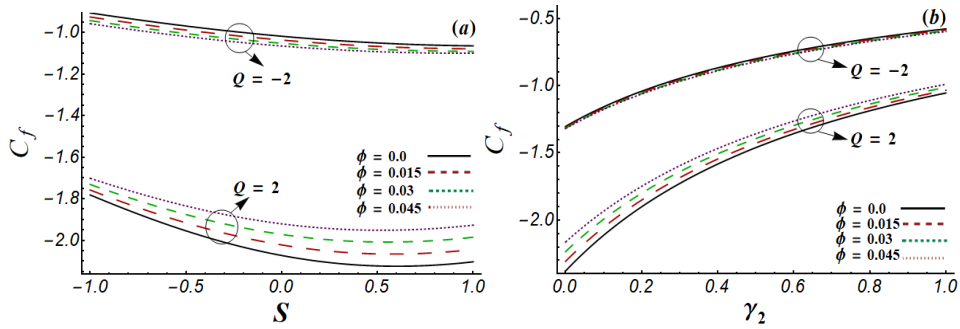 (a)
-1.0
-1.2
-1.4
-1.6
-1.8
-2.0
C_f
Q = -2
Q = 2
ϕ = 0.0
ϕ = 0.015
ϕ = 0.03
ϕ = 0.045
-1.0 -0.5 0.0 0.5 1.0
S
(b)
-0.5
-1.0
-1.5
-2.0
C_f
Q = -2
Q = 2
ϕ = 0.0
ϕ = 0.015
ϕ = 0.03
ϕ = 0.045
0.0 0.2 0.4 0.6 0.8 1.0
γ₂